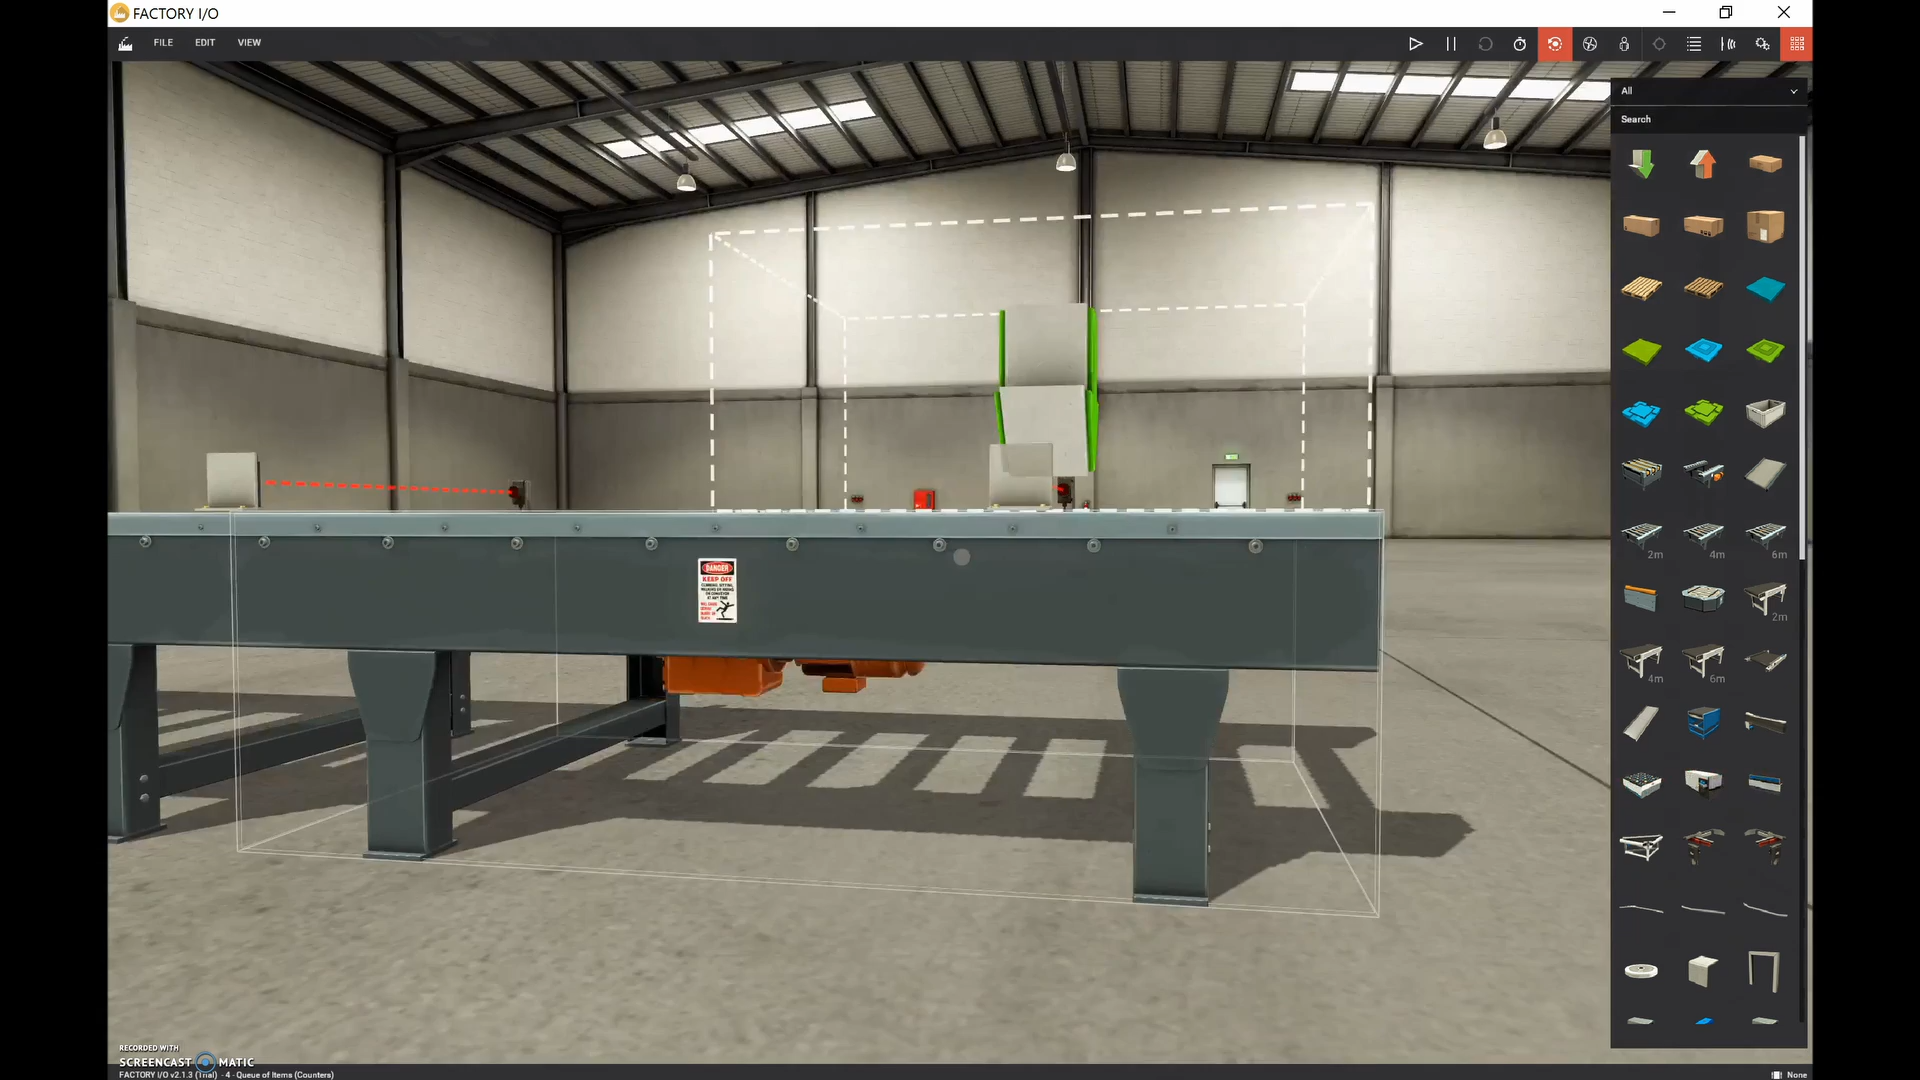 FACTORY I/O
FILE EDIT VIEW
All
Search
2m 4m 6m
2m
4m 6m
DANGER
KEEP OFF
RECORDED WITH
SCREENCAST MATIC
FACTORY I/O v2.1.3 (Trial) - 4 - Queue of Items (Counters)
None